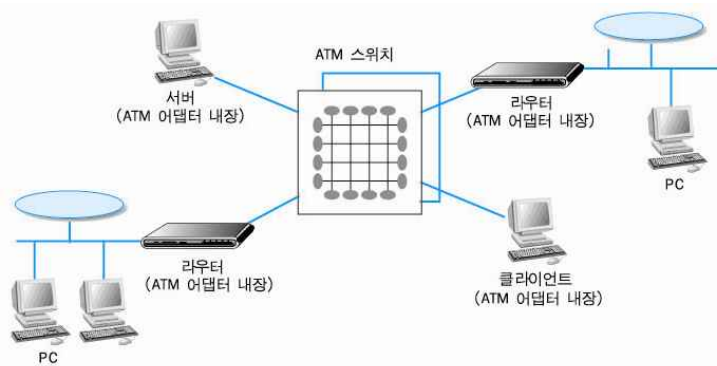 ATM 스위치
서버
(ATM 어댑터 내장)
라우터
(ATM 어댑터 내장)
PC
라우터
(ATM 어댑터 내장)
클라이언트
(ATM 어댑터 내장)
PC